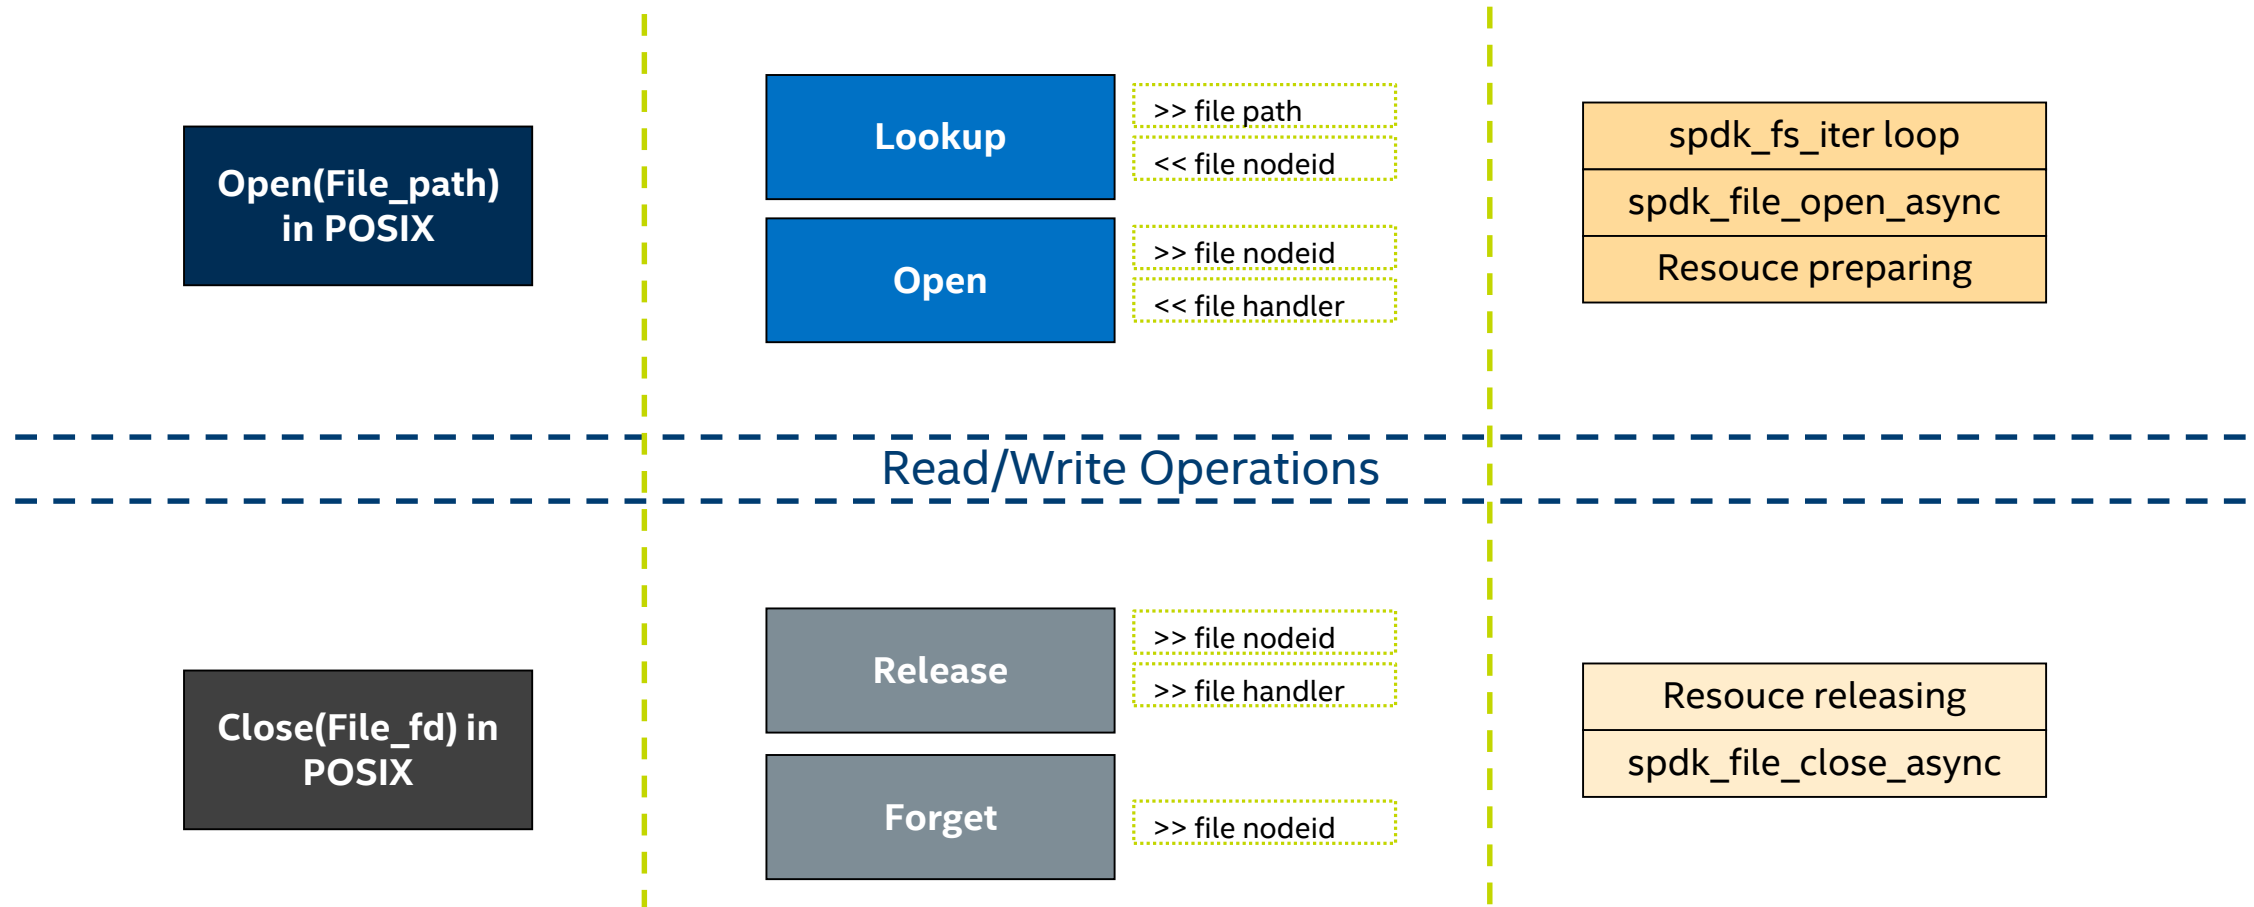 Open(File_path)
in POSIX
Lookup
>> file path
<< file nodeid
Open
>> file nodeid
<< file handler
spdk_fs_iter loop
spdk_file_open_async
Resouce preparing
Read/Write Operations
Close(File_fd) in
POSIX
Release
>> file nodeid
>> file handler
Forget
>> file nodeid
Resouce releasing
spdk_file_close_async